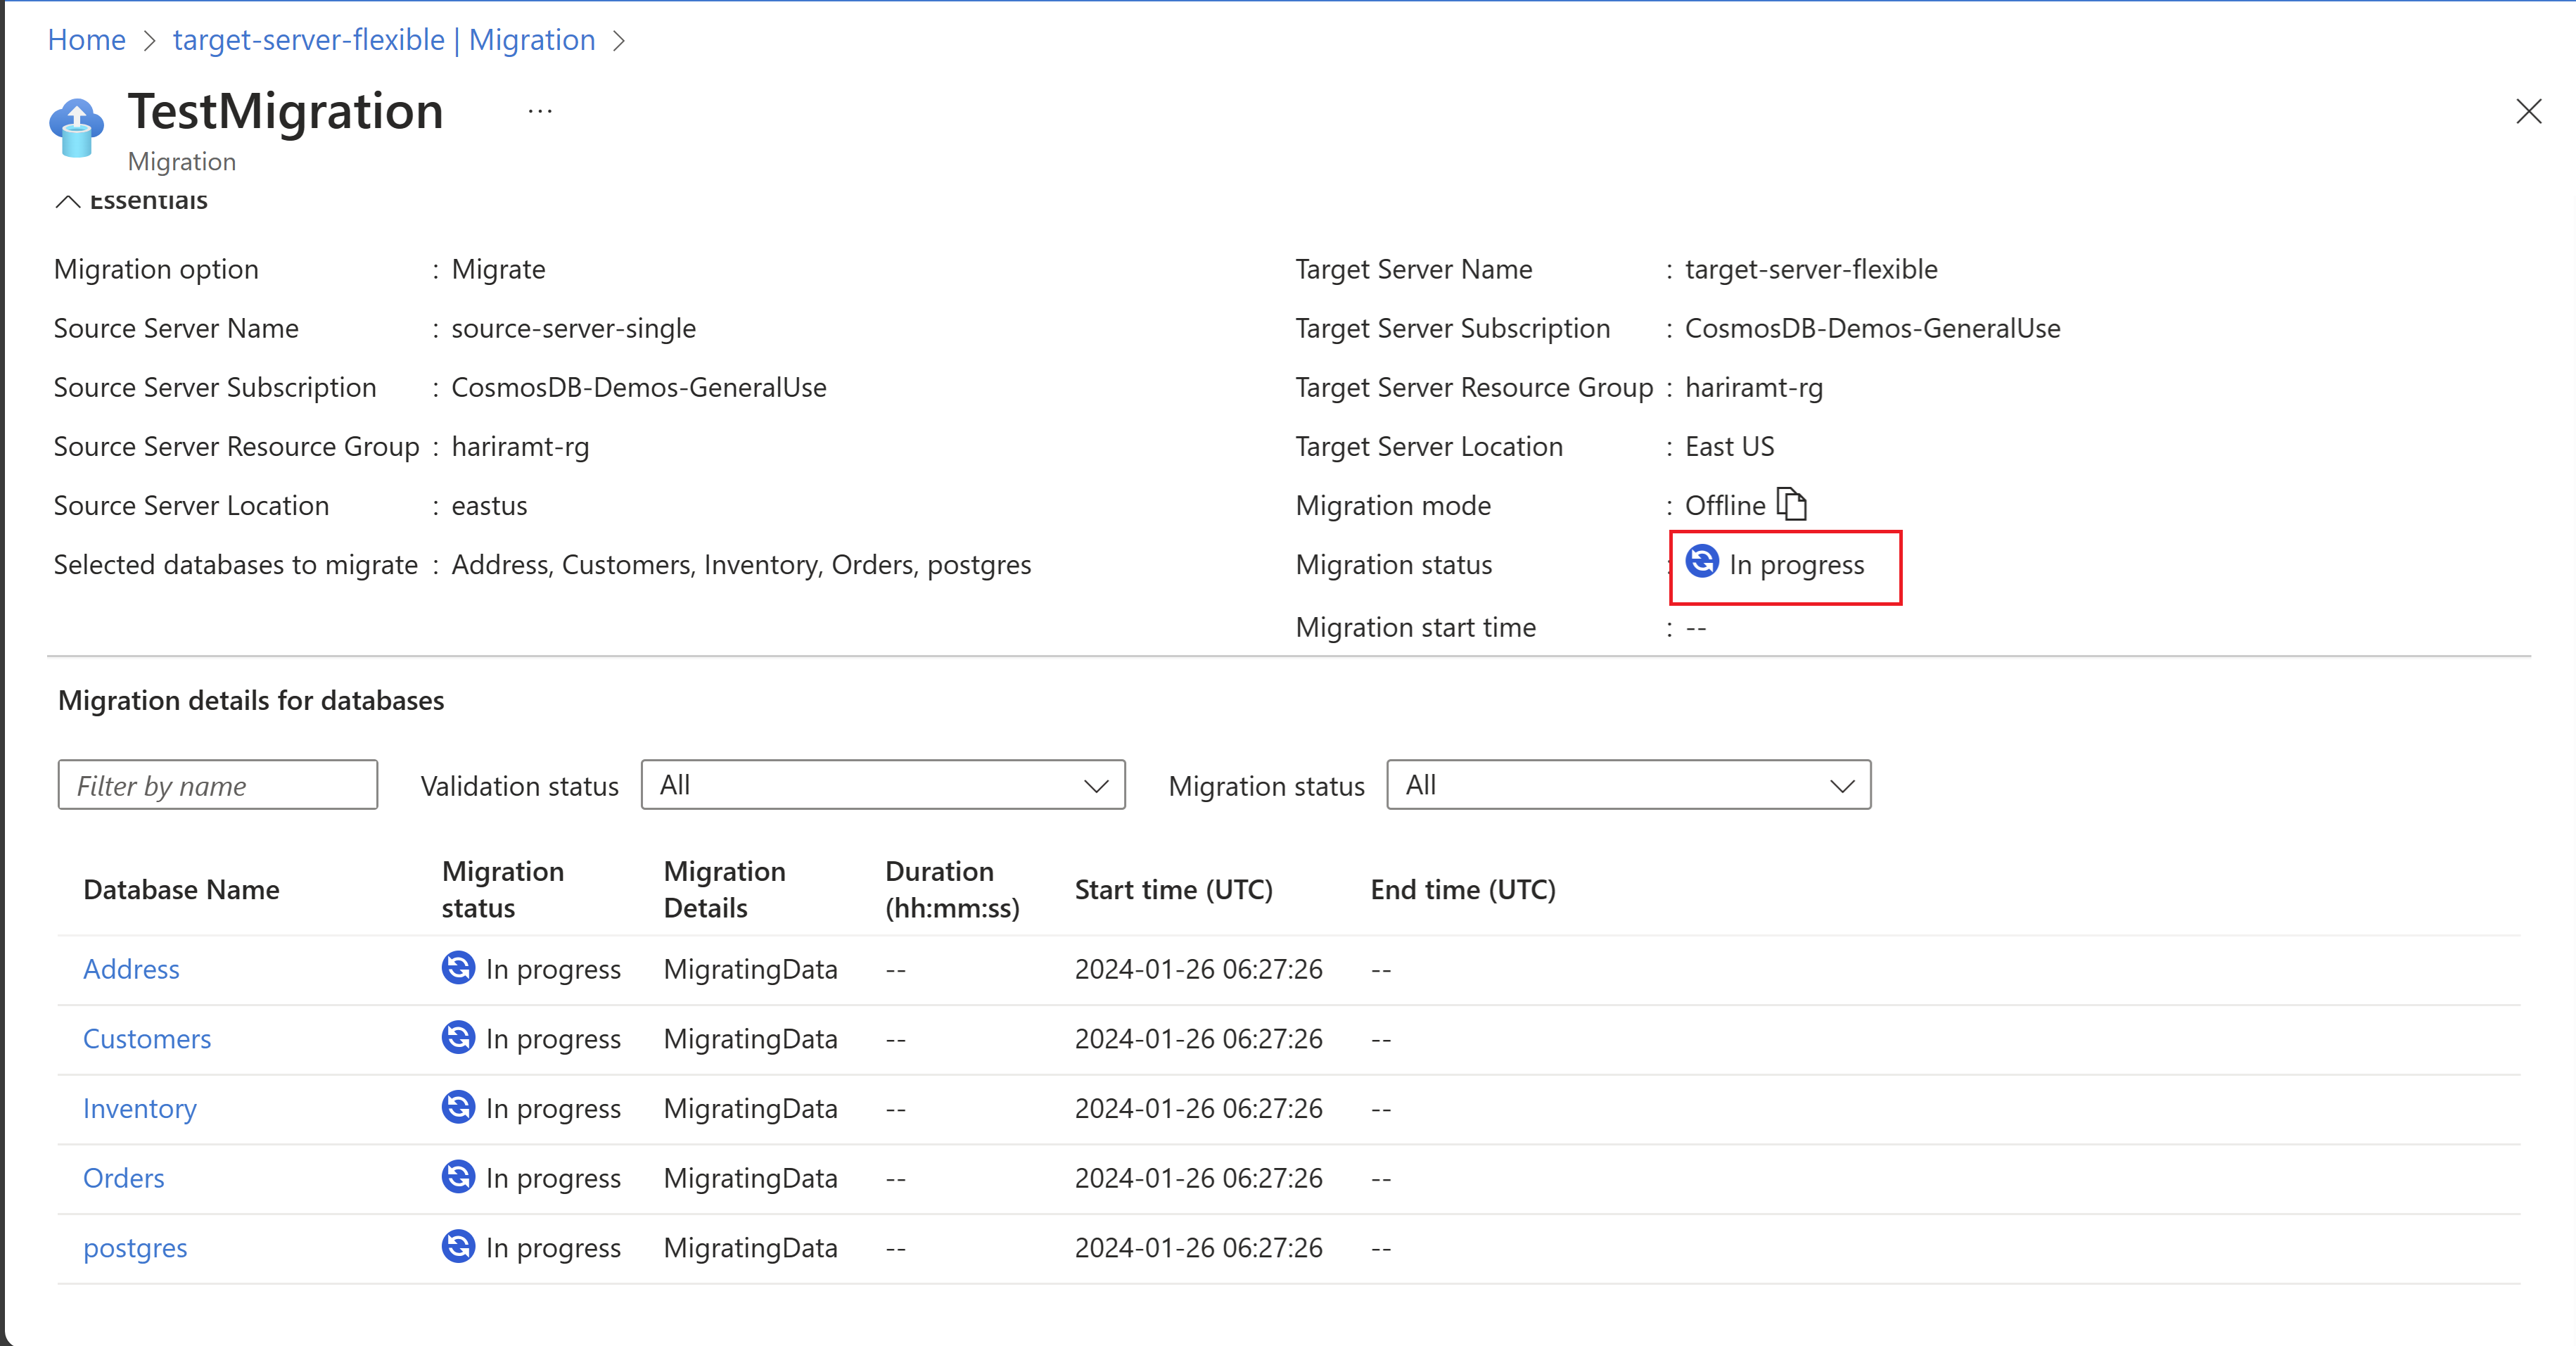 Home > target-server-flexible | Migration >
TestMigration ...
Migration
Essentials
Migration option : Migrate
Source Server Name : source-server-single
Source Server Subscription : CosmosDB-Demos-GeneralUse
Source Server Resource Group : hariramt-rg
Source Server Location : eastus
Selected databases to migrate : Address, Customers, Inventory, Orders, postgres
Target Server Name : target-server-flexible
Target Server Subscription : CosmosDB-Demos-GeneralUse
Target Server Resource Group : hariramt-rg
Target Server Location : East US
Migration mode : Offline
Migration status : In progress
Migration start time : --
Migration details for databases
Filter by name Validation status All Migration status All
Database Name Migration status Migration Details Duration (hh:mm:ss) Start time (UTC) End time (UTC)
Address In progress MigratingData -- 2024-01-26 06:27:26 --
Customers In progress MigratingData -- 2024-01-26 06:27:26 --
Inventory In progress MigratingData -- 2024-01-26 06:27:26 --
Orders In progress MigratingData -- 2024-01-26 06:27:26 --
postgres In progress MigratingData -- 2024-01-26 06:27:26 --